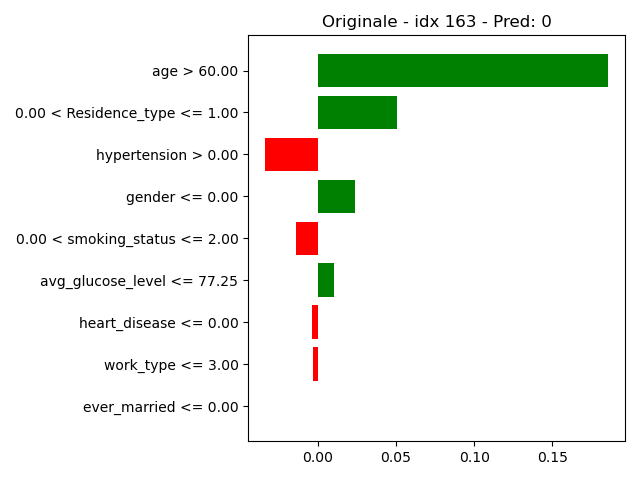 Originale - idx 163 - Pred: 0
age > 60.00
0.00 < Residence_type <= 1.00
hypertension > 0.00
gender <= 0.00
0.00 < smoking_status <= 2.00
avg_glucose_level <= 77.25
heart_disease <= 0.00
work_type <= 3.00
ever_married <= 0.00
0.00 0.05 0.10 0.15